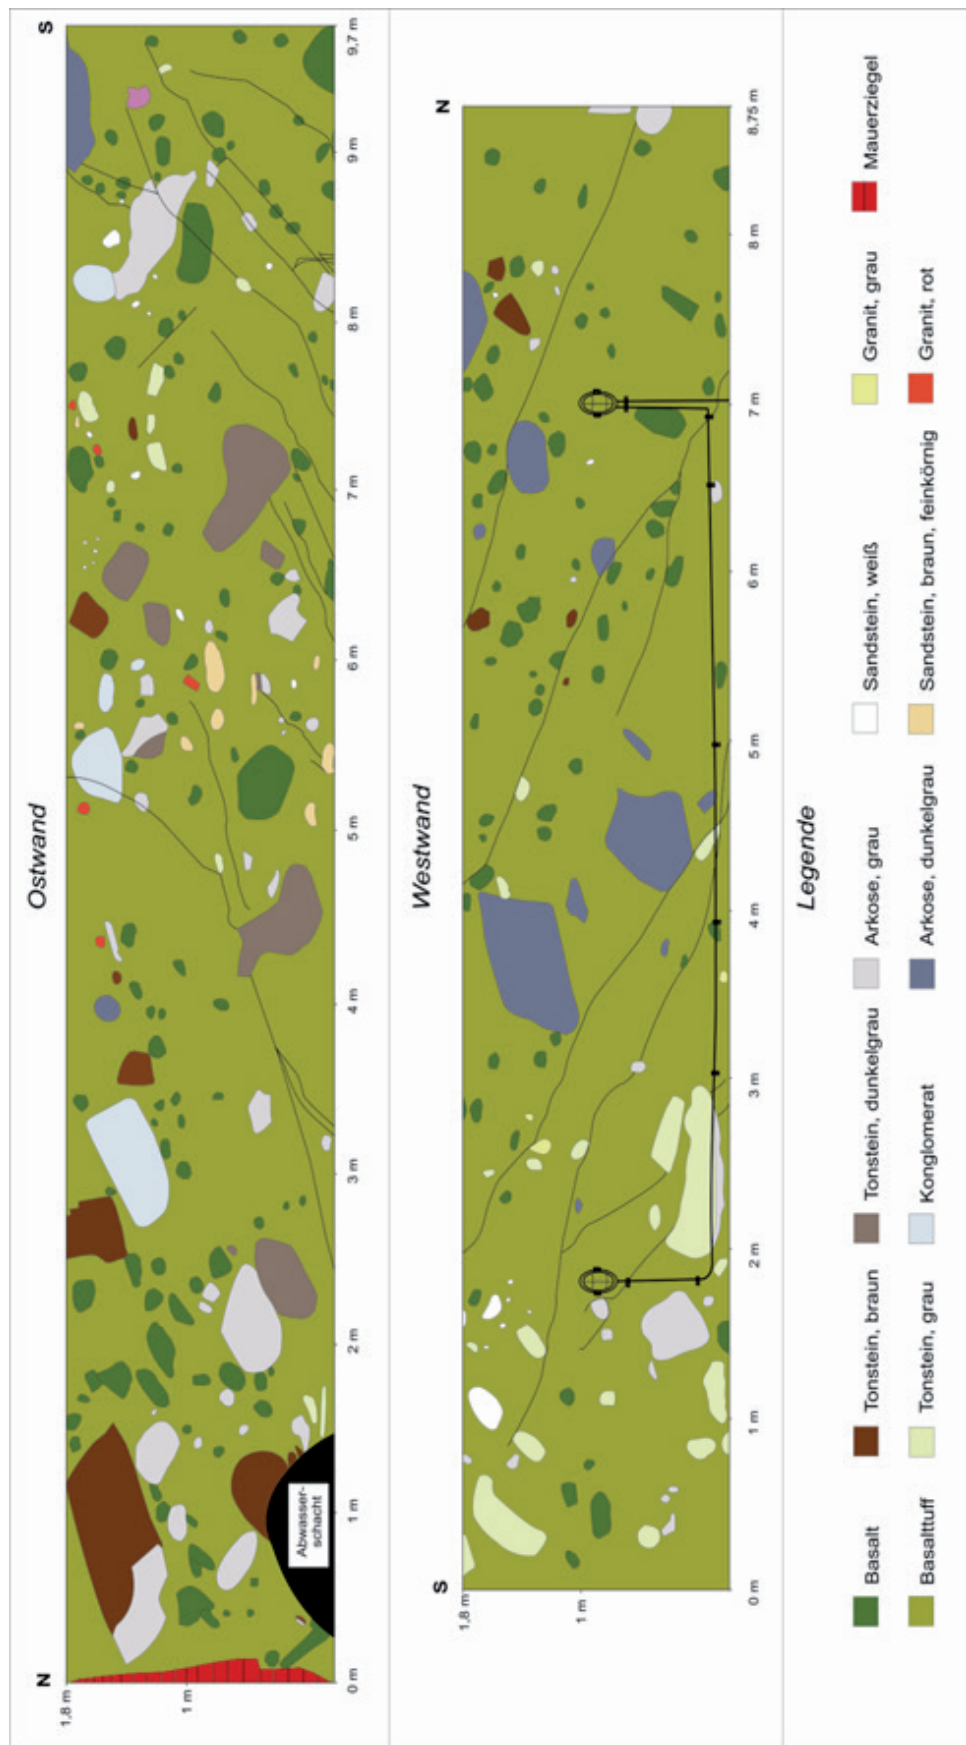 Ostwand
N
S
1,8 m
1 m
Abwasser-
schacht
0 m
1 m
2 m
3 m
4 m
5 m
6 m
7 m
8 m
9 m
9,7 m
Westwand
S
N
1,8 m
1 m
0 m
1 m
2 m
3 m
4 m
5 m
6 m
7 m
8 m
8,75 m
Legende
Basalt
Tonstein, braun
Tonstein, dunkelgrau
Arkose, grau
Sandstein, weiß
Granit, grau
Mauerziegel
Basalttuff
Tonstein, grau
Konglomerat
Arkose, dunkelgrau
Sandstein, braun, feinkörnig
Granit, rot